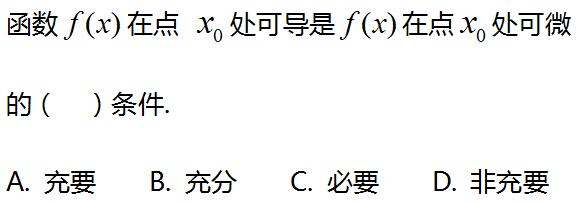 函数 f(x) 在点 x₀ 处可导是 f(x) 在点 x₀ 处可微
的（ ）条件.
A. 充要 B. 充分 C. 必要 D. 非充要